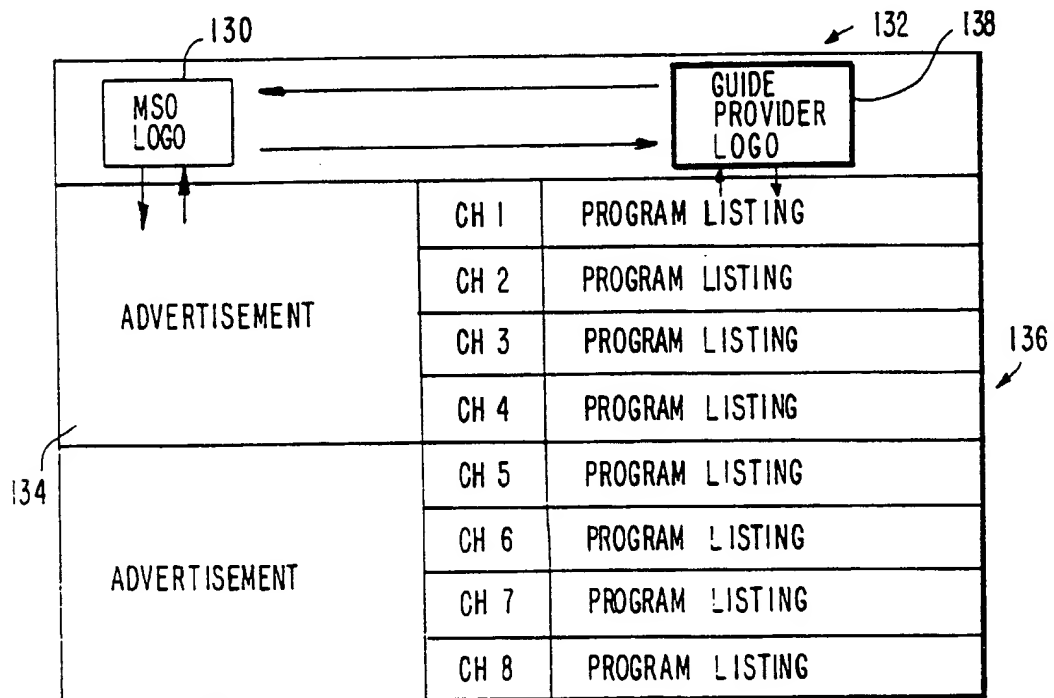 130
132
138
MSO
LOGO
GUIDE
PROVIDER
LOGO
CH 1 PROGRAM LISTING
CH 2 PROGRAM LISTING
ADVERTISEMENT
CH 3 PROGRAM LISTING
136
CH 4 PROGRAM LISTING
134
CH 5 PROGRAM LISTING
CH 6 PROGRAM LISTING
ADVERTISEMENT
CH 7 PROGRAM LISTING
CH 8 PROGRAM LISTING